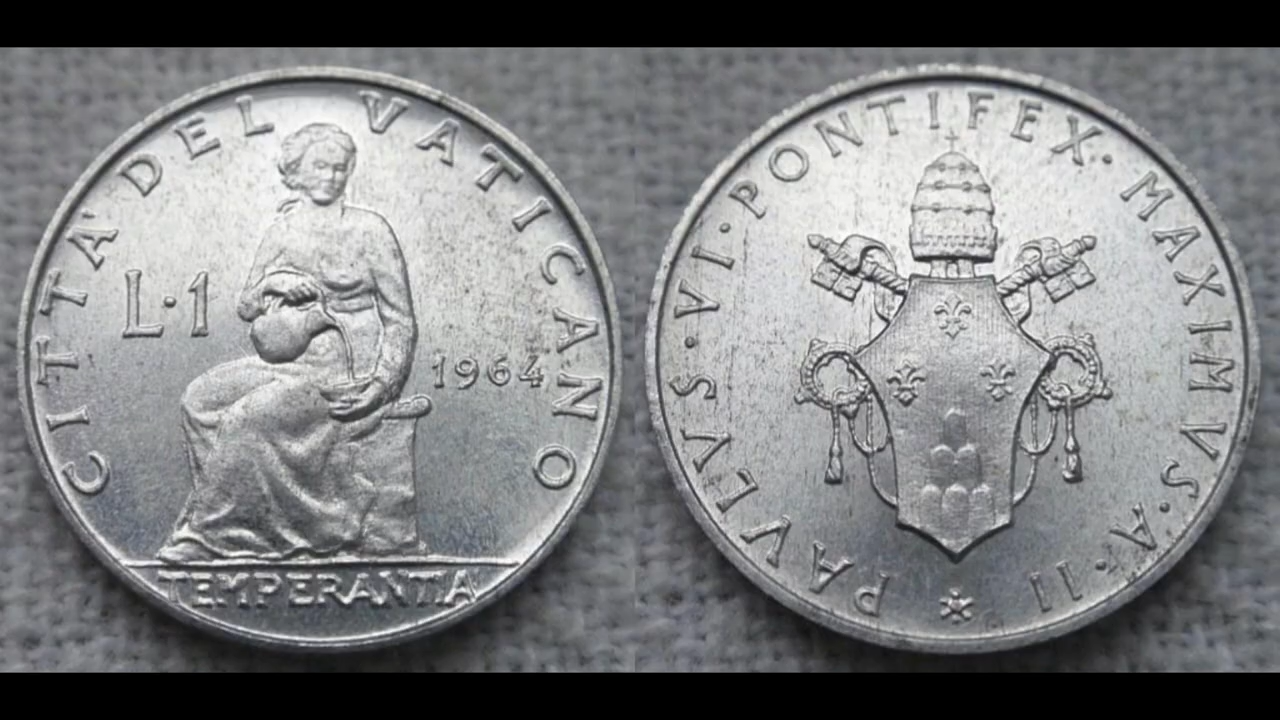 CITTA' DEL VATICANO
L·1
1964
TEMPERANTIA
PAVLVS·VI·PONTIFEX·MAXIMVS·A·II